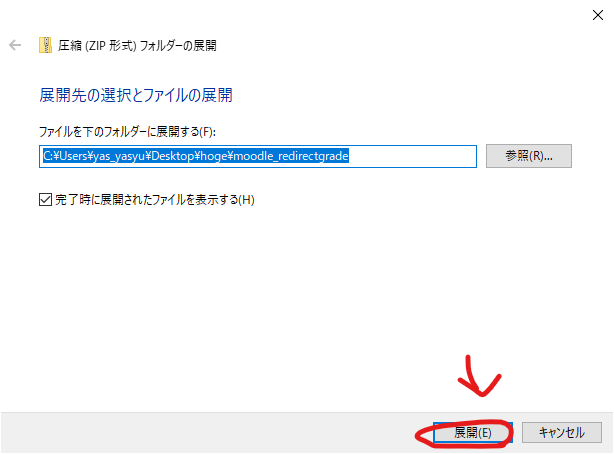 圧縮 (ZIP 形式) フォルダーの展開
展開先の選択とファイルの展開
ファイルを下のフォルダーに展開する(F):
C:¥Users¥yas_yasyu¥Desktop¥hoge¥moodle_redirectgrade
参照(R)...
完了時に展開されたファイルを表示する(H)
展開(E)
キャンセル